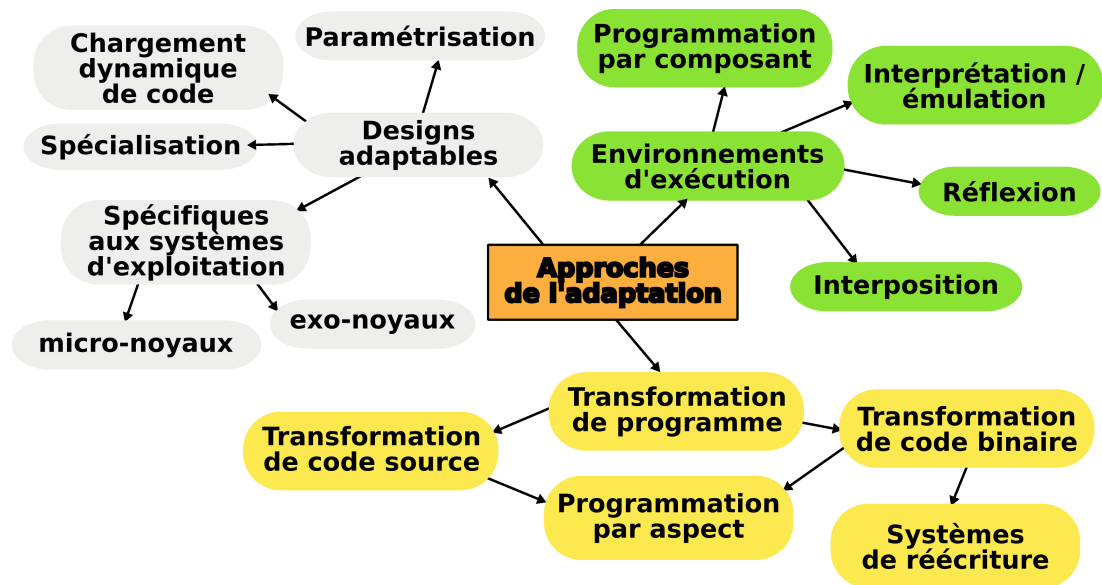 Chargement
dynamique
de code
Paramétrisation
Spécialisation
Designs
adaptables
Spécifiques
aux systèmes
d'exploitation
micro-noyaux
exo-noyaux
Programmation
par composant
Interprétation /
émulation
Environnements
d'exécution
Réflexion
Interposition
Approches
de l'adaptation
Transformation
de programme
Transformation
de code source
Transformation
de code binaire
Programmation
par aspect
Systèmes
de réécriture